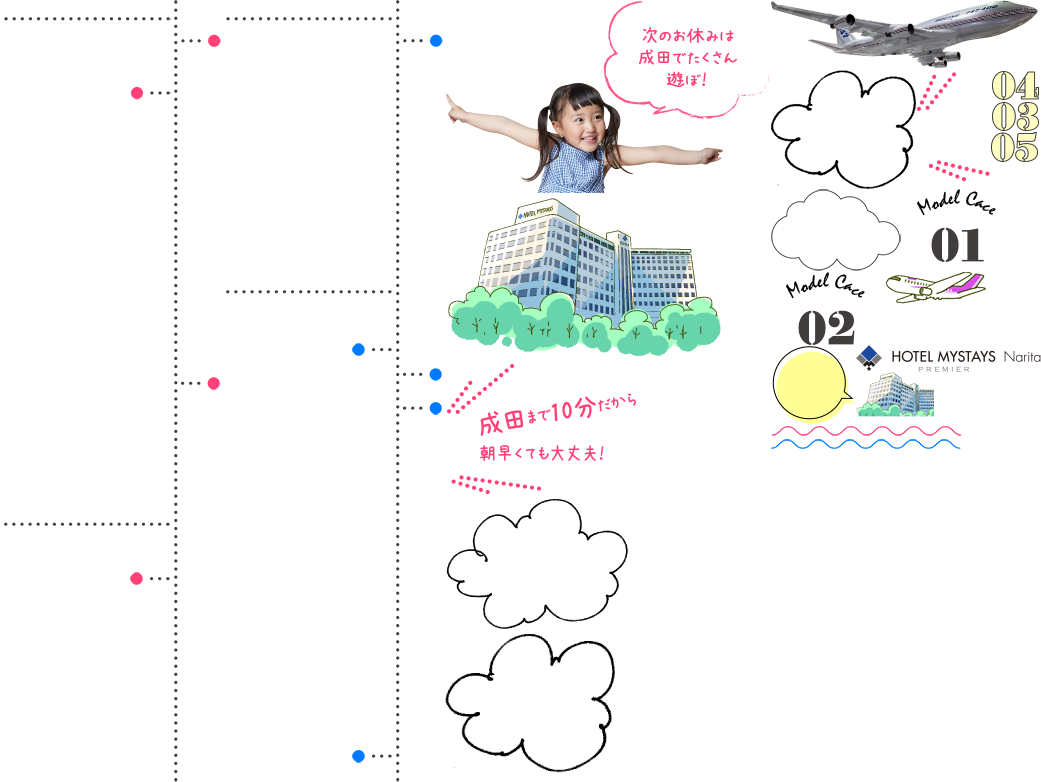 次のお休みは
成田でたくさん
遊ぼ!
HOTEL MYSTAYS
成田まで10分だから
朝早くても大丈夫!
04
03
05
Model Cace
01
Model Cace
02
HOTEL MYSTAYS Narita
PREMIER